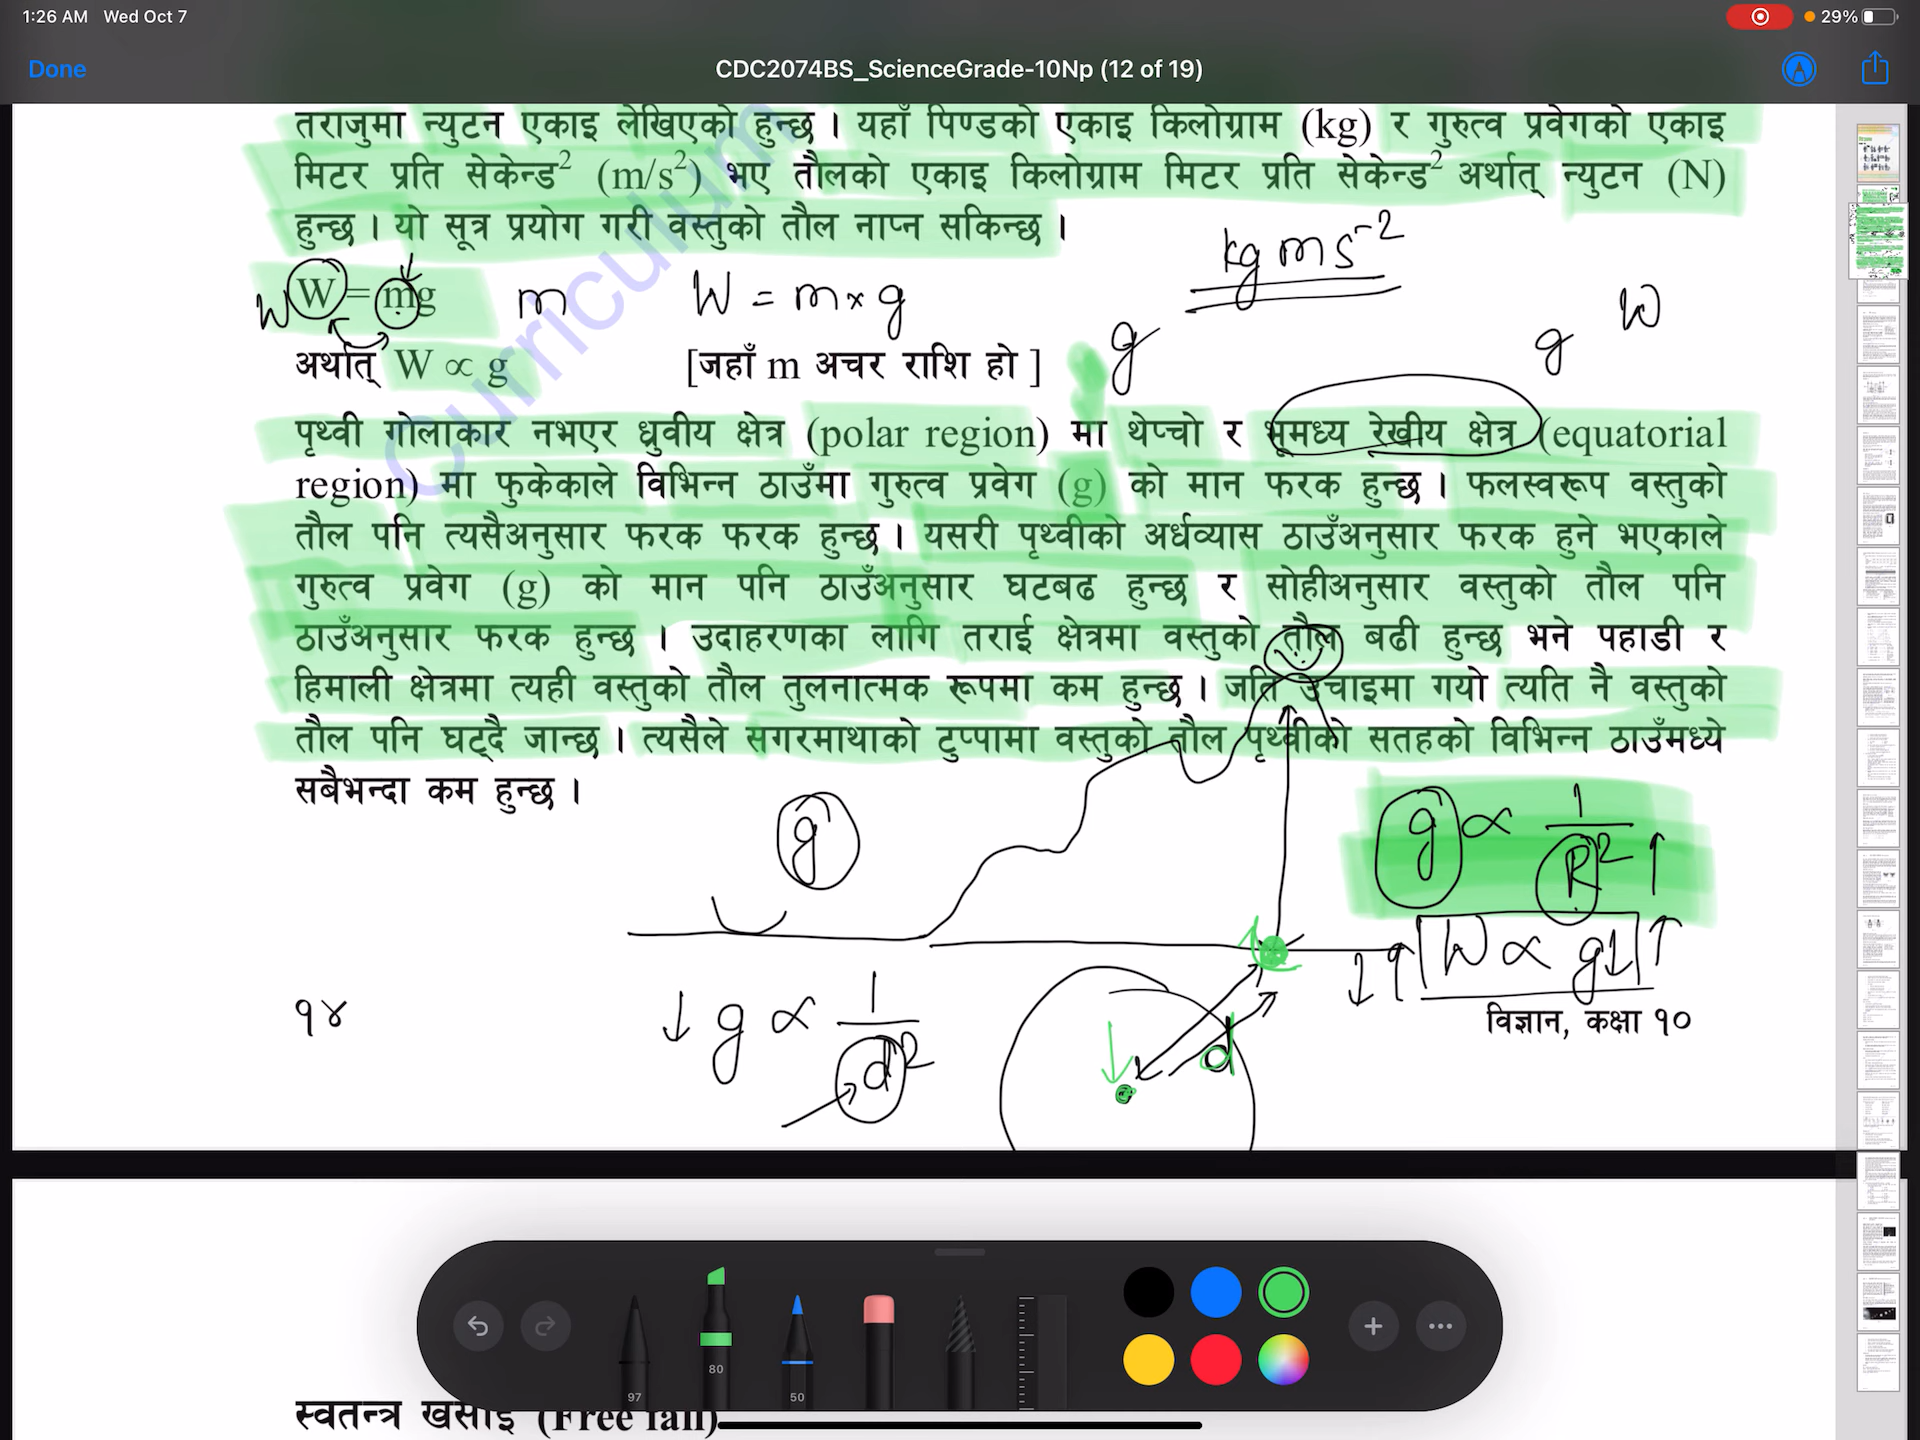 1:26 AM Wed Oct 7
29%
Done
CDC2074BS_ScienceGrade-10Np (12 of 19)
तराजुमा न्युटन एकाइ लेखिएको हुन्छ । यहाँ पिण्डको एकाइ किलोग्राम (kg) र गुरुत्व प्रवेगको एकाइ
मिटर प्रति सेकेन्ड² (m/s²) भए तौलको एकाइ किलोग्राम मिटर प्रति सेकेन्ड² अर्थात् न्युटन (N)
हुन्छ । यो सूत्र प्रयोग गरी वस्तुको तौल नाप्न सकिन्छ ।
kg m s⁻²
W W = mg m W = m × g
g g W
अर्थात् W ∝ g [जहाँ m अचर राशि हो ]
Curriculum
पृथ्वी गोलाकार नभएर ध्रुवीय क्षेत्र (polar region) मा थेप्चो र भूमध्य रेखीय क्षेत्र (equatorial
region) मा फुकेकाले विभिन्न ठाउँमा गुरुत्व प्रवेग (g) को मान फरक हुन्छ । फलस्वरूप वस्तुको
तौल पनि त्यसैअनुसार फरक फरक हुन्छ । यसरी पृथ्वीको अर्धव्यास ठाउँअनुसार फरक हुने भएकाले
गुरुत्व प्रवेग (g) को मान पनि ठाउँअनुसार घटबढ हुन्छ र सोहीअनुसार वस्तुको तौल पनि
ठाउँअनुसार फरक हुन्छ । उदाहरणका लागि तराई क्षेत्रमा वस्तुको तौल बढी हुन्छ भने पहाडी र
हिमाली क्षेत्रमा त्यही वस्तुको तौल तुलनात्मक रूपमा कम हुन्छ । जति उचाइमा गयो त्यति नै वस्तुको
तौल पनि घट्दै जान्छ । त्यसैले सगरमाथाको टुप्पामा वस्तुको तौल पृथ्वीको सतहको विभिन्न ठाउँमध्ये
सबैभन्दा कम हुन्छ ।
g
g ∝ 1/R² ↑
↓ ↑ W ∝ g↓ ↑
१४
↓ g ∝ 1/d²
d
विज्ञान, कक्षा १०
97
80
50
स्वतन्त्र खसाइ (Free fall)